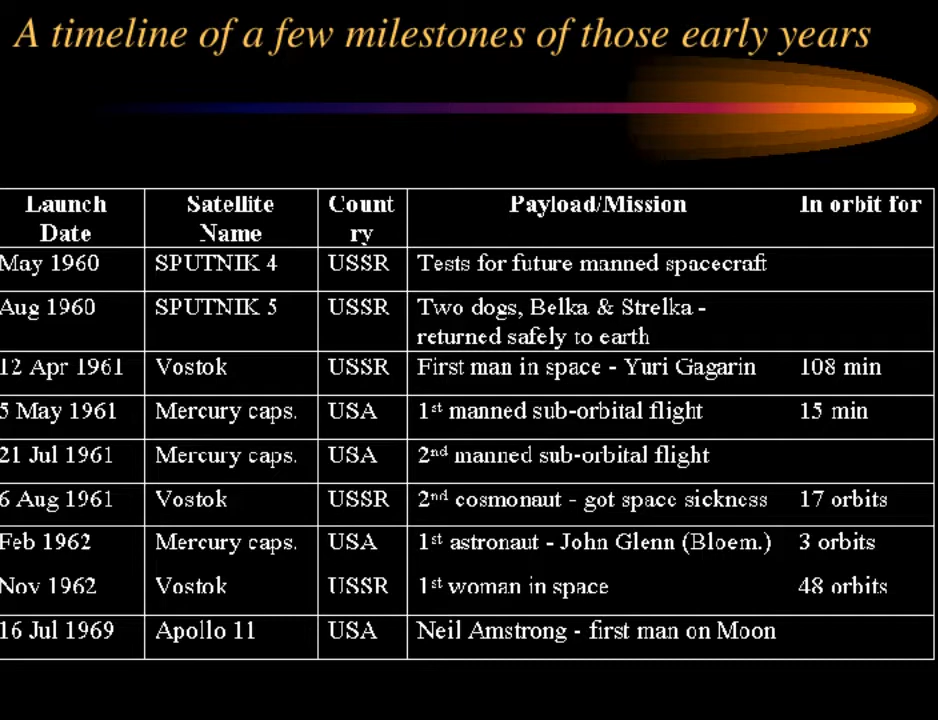 A timeline of a few milestones of those early years
Launch Date Satellite Name Count ry Payload/Mission In orbit for
May 1960 SPUTNIK 4 USSR Tests for future manned spacecraft
Aug 1960 SPUTNIK 5 USSR Two dogs, Belka & Strelka -
returned safely to earth
12 Apr 1961 Vostok USSR First man in space - Yuri Gagarin 108 min
5 May 1961 Mercury caps. USA 1st manned sub-orbital flight 15 min
21 Jul 1961 Mercury caps. USA 2nd manned sub-orbital flight
6 Aug 1961 Vostok USSR 2nd cosmonaut - got space sickness 17 orbits
Feb 1962 Mercury caps. USA 1st astronaut - John Glenn (Bloem.) 3 orbits
Nov 1962 Vostok USSR 1st woman in space 48 orbits
16 Jul 1969 Apollo 11 USA Neil Amstrong - first man on Moon